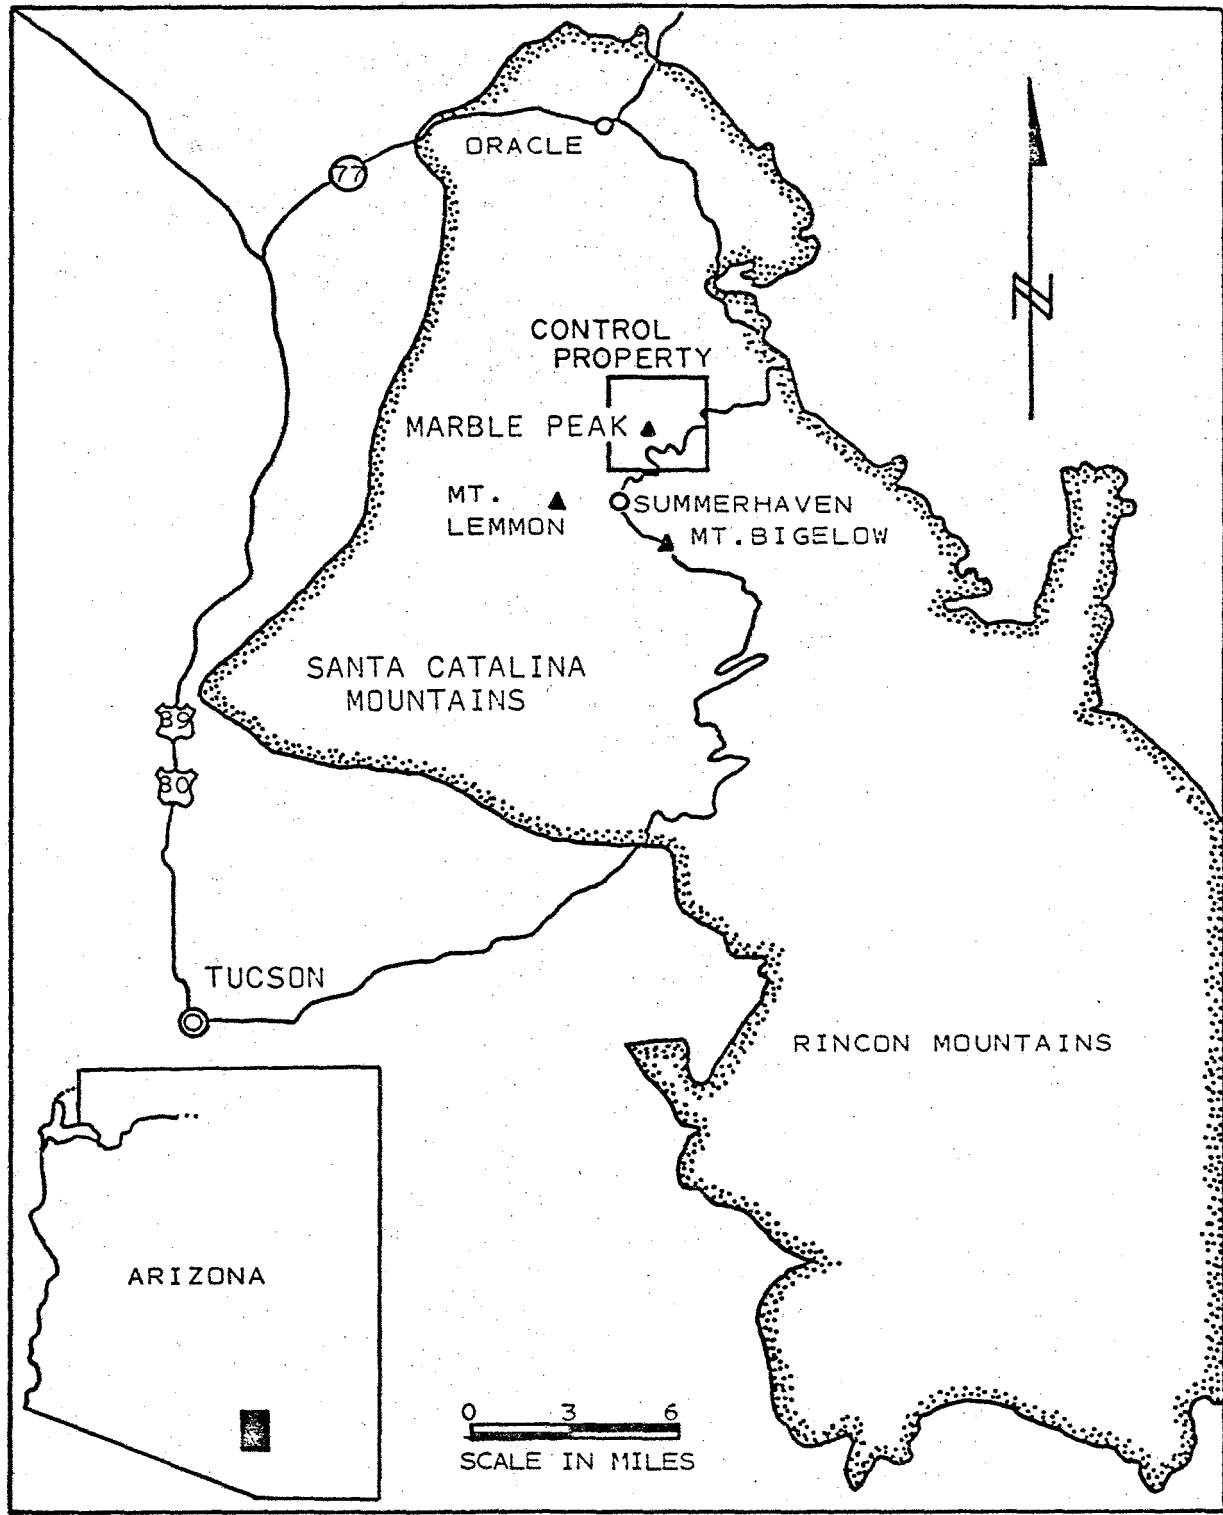 ORACLE
77
CONTROL
PROPERTY
MARBLE PEAK
MT.
LEMMON
SUMMERHAVEN
MT.BIGELOW
SANTA CATALINA
MOUNTAINS
89
80
TUCSON
RINCON MOUNTAINS
N
ARIZONA
0 3 6
SCALE IN MILES